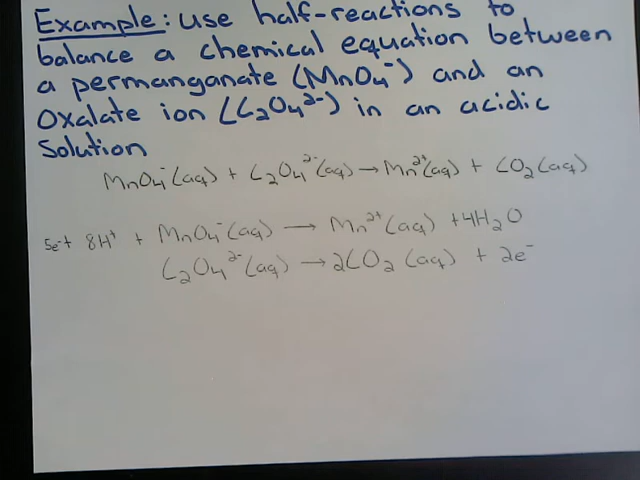 Example: Use half-reactions to
balance a chemical equation between
a permanganate (MnO₄⁻) and an
Oxalate ion (C₂O₄²⁻) in an acidic
Solution
MnO₄⁻(aq) + C₂O₄²⁻(aq) → Mn²⁺(aq) + CO₂(aq)
5e⁻ + 8H⁺ + MnO₄⁻(aq) → Mn²⁺(aq) + 4H₂O
C₂O₄²⁻(aq) → 2CO₂(aq) + 2e⁻